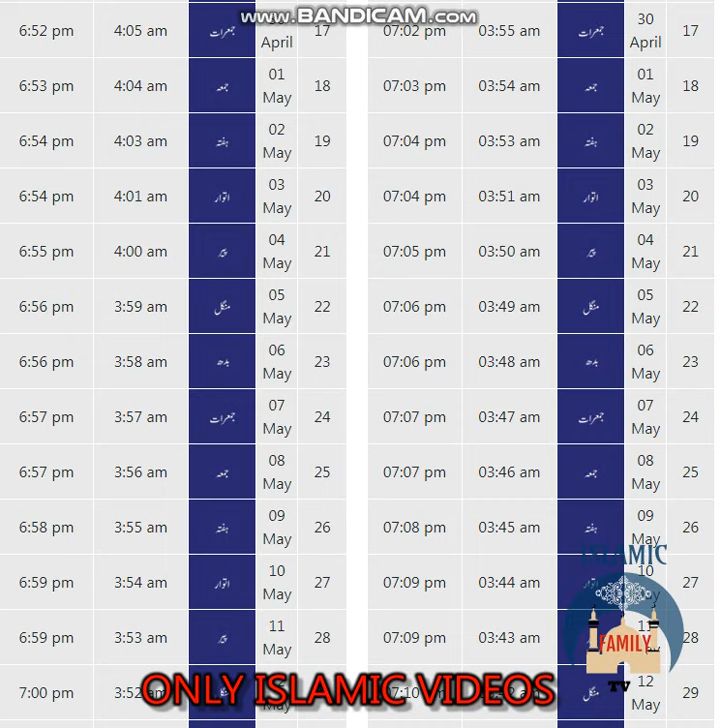 www.BANDICAM.com
6:52 pm 4:05 am جمعرات 30 April 17 07:02 pm 03:55 am جمعرات 30 April 17
6:53 pm 4:04 am جمعہ 01 May 18 07:03 pm 03:54 am جمعہ 01 May 18
6:54 pm 4:03 am ہفتہ 02 May 19 07:04 pm 03:53 am ہفتہ 02 May 19
6:54 pm 4:01 am اتوار 03 May 20 07:04 pm 03:51 am اتوار 03 May 20
6:55 pm 4:00 am پیر 04 May 21 07:05 pm 03:50 am پیر 04 May 21
6:56 pm 3:59 am منگل 05 May 22 07:06 pm 03:49 am منگل 05 May 22
6:56 pm 3:58 am بدھ 06 May 23 07:06 pm 03:48 am بدھ 06 May 23
6:57 pm 3:57 am جمعرات 07 May 24 07:07 pm 03:47 am جمعرات 07 May 24
6:57 pm 3:56 am جمعہ 08 May 25 07:07 pm 03:46 am جمعہ 08 May 25
6:58 pm 3:55 am ہفتہ 09 May 26 07:08 pm 03:45 am ہفتہ 09 May 26
6:59 pm 3:54 am اتوار 10 May 27 07:09 pm 03:44 am اتوار 10 May 27
6:59 pm 3:53 am پیر 11 May 28 07:09 pm 03:43 am 11 28
7:00 pm 3:52 am 07:10 منگل 12 May 29
ISLAMIC
FAMILY
TV
ONLY ISLAMIC VIDEOS